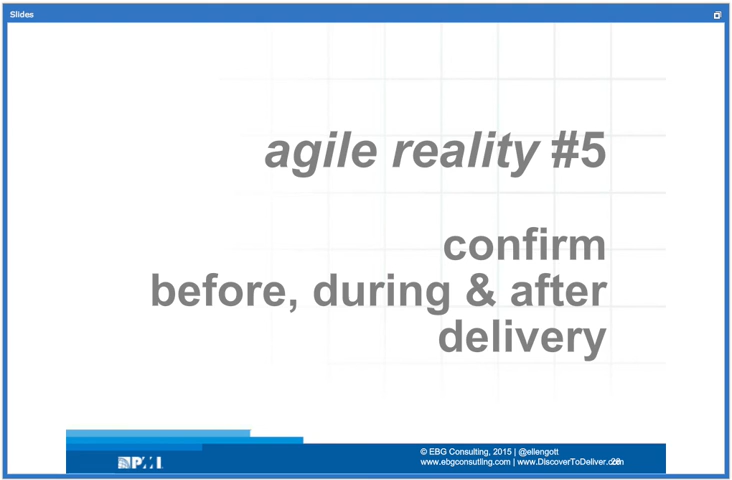 Slides
agile reality #5
confirm
before, during & after
delivery
© EBG Consulting, 2015 | @ellengott
www.ebgconsutling.com | www.DiscoverToDeliver.com
PMI